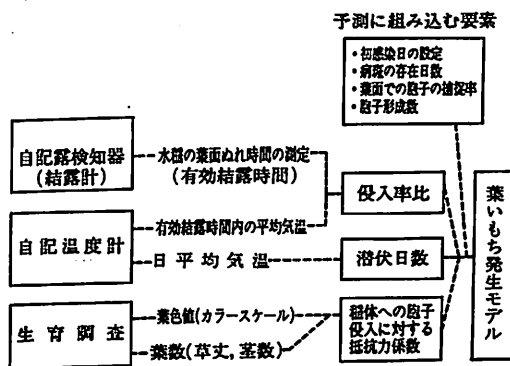 予測に組み込む要素
・初感染日の設定
・病斑の存在日数
・葉面での胞子の捕捉率
・胞子形成数
自記露検知器
(結露計)
水稲の葉面ぬれ時間の測定
(有効結露時間)
有効結露時間内の平均気温
自記温度計
日平均気温
生育調査
葉色値(カラースケール)
葉数(草丈,茎数)
侵入率比
潜伏日数
稲体への胞子
侵入に対する
抵抗力係数
葉いもち発生モデル